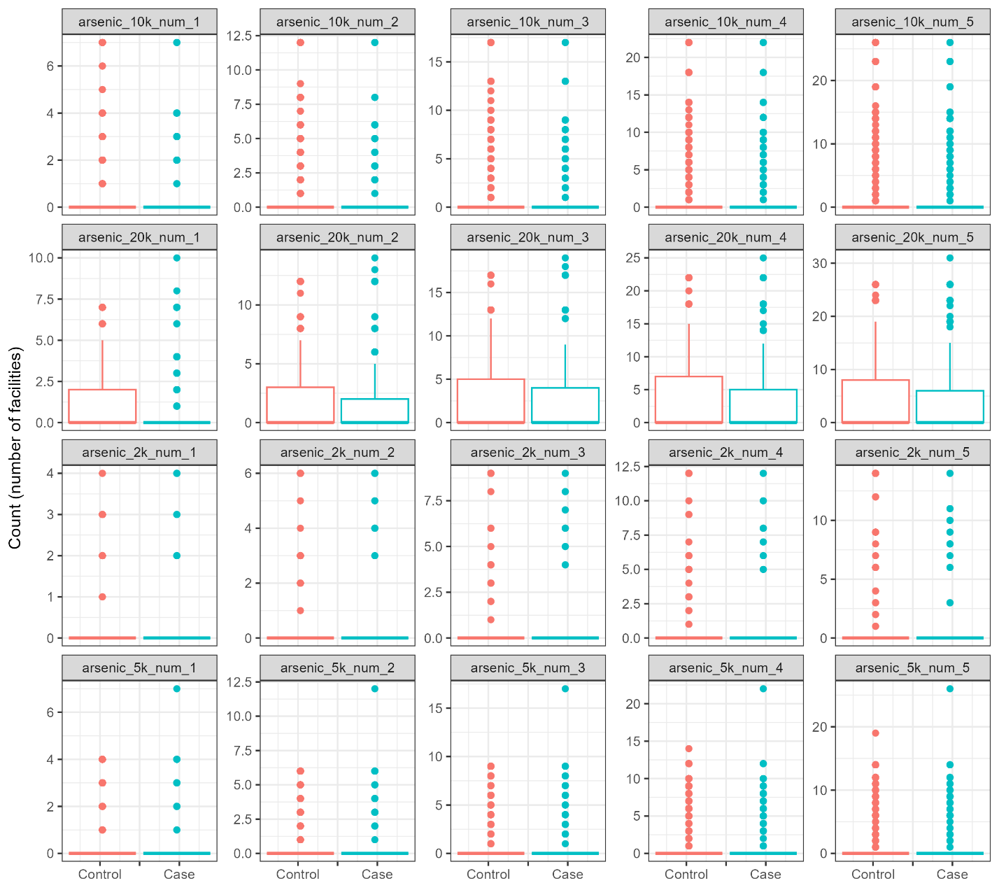 arsenic_10k_num_1 arsenic_10k_num_2 arsenic_10k_num_3 arsenic_10k_num_4 arsenic_10k_num_5
6 4 2 0
12.5 10.0 7.5 5.0 2.5 0.0
15 10 5 0
20 15 10 5 0
20 10 0
arsenic_20k_num_1 arsenic_20k_num_2 arsenic_20k_num_3 arsenic_20k_num_4 arsenic_20k_num_5
10.0 7.5 5.0 2.5 0.0
10 5 0
15 10 5 0
25 20 15 10 5 0
30 20 10 0
Count (number of facilities)
arsenic_2k_num_1 arsenic_2k_num_2 arsenic_2k_num_3 arsenic_2k_num_4 arsenic_2k_num_5
4 3 2 1 0
6 4 2 0
7.5 5.0 2.5 0.0
12.5 10.0 7.5 5.0 2.5 0.0
10 5 0
arsenic_5k_num_1 arsenic_5k_num_2 arsenic_5k_num_3 arsenic_5k_num_4 arsenic_5k_num_5
6 4 2 0
12.5 10.0 7.5 5.0 2.5 0.0
15 10 5 0
20 15 10 5 0
20 10 0
Control Case Control Case Control Case Control Case Control Case